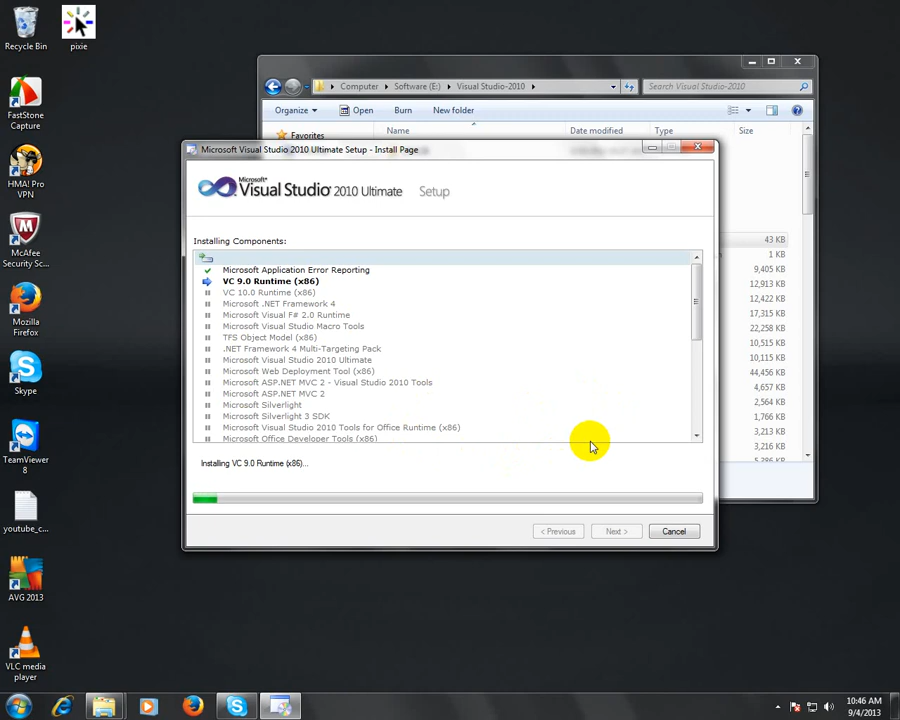 Recycle Bin
pixie
FastStone
Capture
HMA! Pro
VPN
McAfee
Security Sc...
Mozilla
Firefox
Skype
TeamViewer
8
youtube_c...
AVG 2013
VLC media
player
Computer
Software (E:)
Visual-Studio-2010
Search Visual-Studio-2010
Organize
Open
Burn
New folder
Favorites
Name
Date modified
Type
Size
43 KB
1 KB
9,405 KB
12,913 KB
12,422 KB
17,315 KB
22,258 KB
10,515 KB
10,115 KB
44,456 KB
4,657 KB
2,564 KB
1,766 KB
3,213 KB
3,216 KB
Microsoft Visual Studio 2010 Ultimate Setup - Install Page
Microsoft®
Visual Studio® 2010 Ultimate Setup
Installing Components:
Microsoft Application Error Reporting
VC 9.0 Runtime (x86)
VC 10.0 Runtime (x86)
Microsoft .NET Framework 4
Microsoft Visual F# 2.0 Runtime
Microsoft Visual Studio Macro Tools
TFS Object Model (x86)
.NET Framework 4 Multi-Targeting Pack
Microsoft Visual Studio 2010 Ultimate
Microsoft Web Deployment Tool (x86)
Microsoft ASP.NET MVC 2 - Visual Studio 2010 Tools
Microsoft ASP.NET MVC 2
Microsoft Silverlight
Microsoft Silverlight 3 SDK
Microsoft Visual Studio 2010 Tools for Office Runtime (x86)
Microsoft Office Developer Tools (x86)
Installing VC 9.0 Runtime (x86)...
< Previous
Next >
Cancel
10:46 AM
9/4/2013